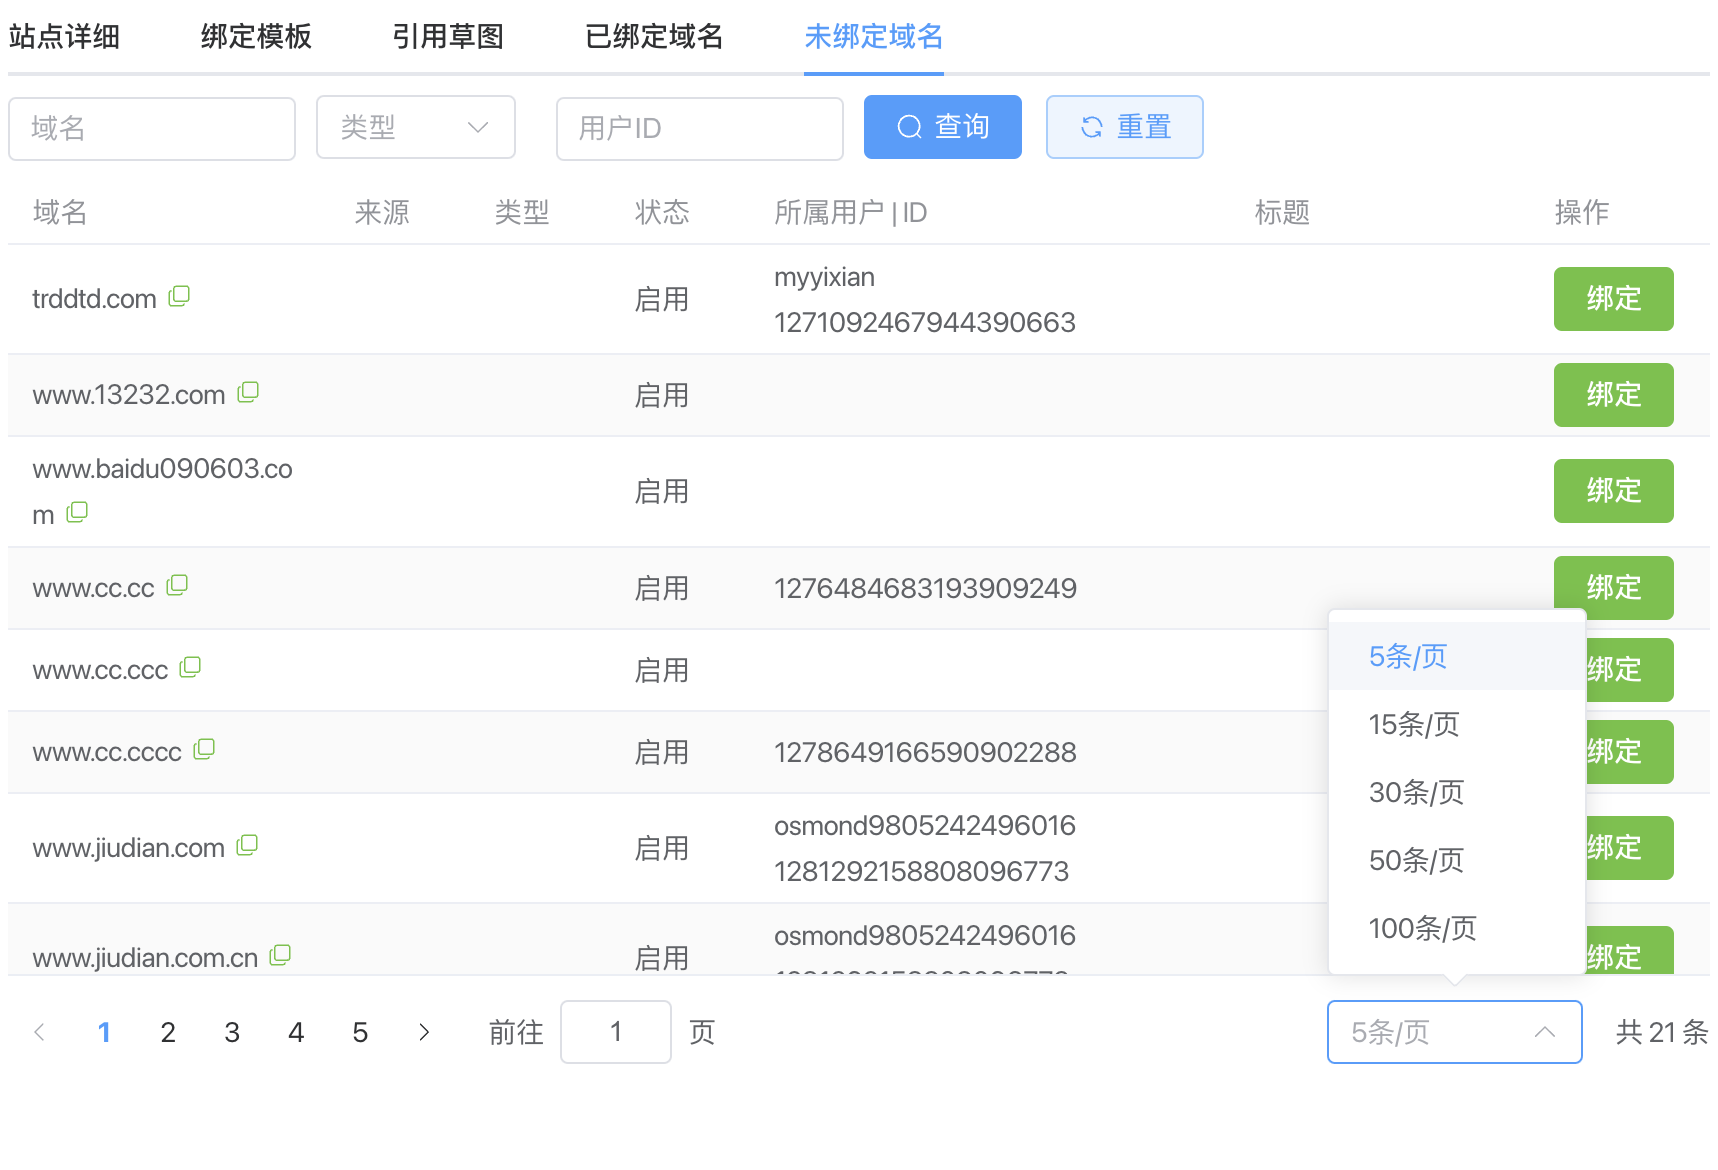 站点详细 绑定模板 引用草图 已绑定域名 未绑定域名
域名 类型 用户ID 查询 重置
域名 来源 类型 状态 所属用户 | ID 标题 操作
trddtd.com 启用 myyixian
1271092467944390663 绑定
www.13232.com 启用 绑定
www.baidu090603.co
m 启用 绑定
www.cc.cc 启用 1276484683193909249 绑定
www.cc.ccc 启用 绑定
www.cc.cccc 启用 1278649166590902288 绑定
www.jiudian.com 启用 osmond9805242496016
1281292158808096773 绑定
www.jiudian.com.cn 启用 osmond9805242496016
绑定
5条/页
15条/页
30条/页
50条/页
100条/页
1 2 3 4 5 前往 1 页 5条/页 共 21 条